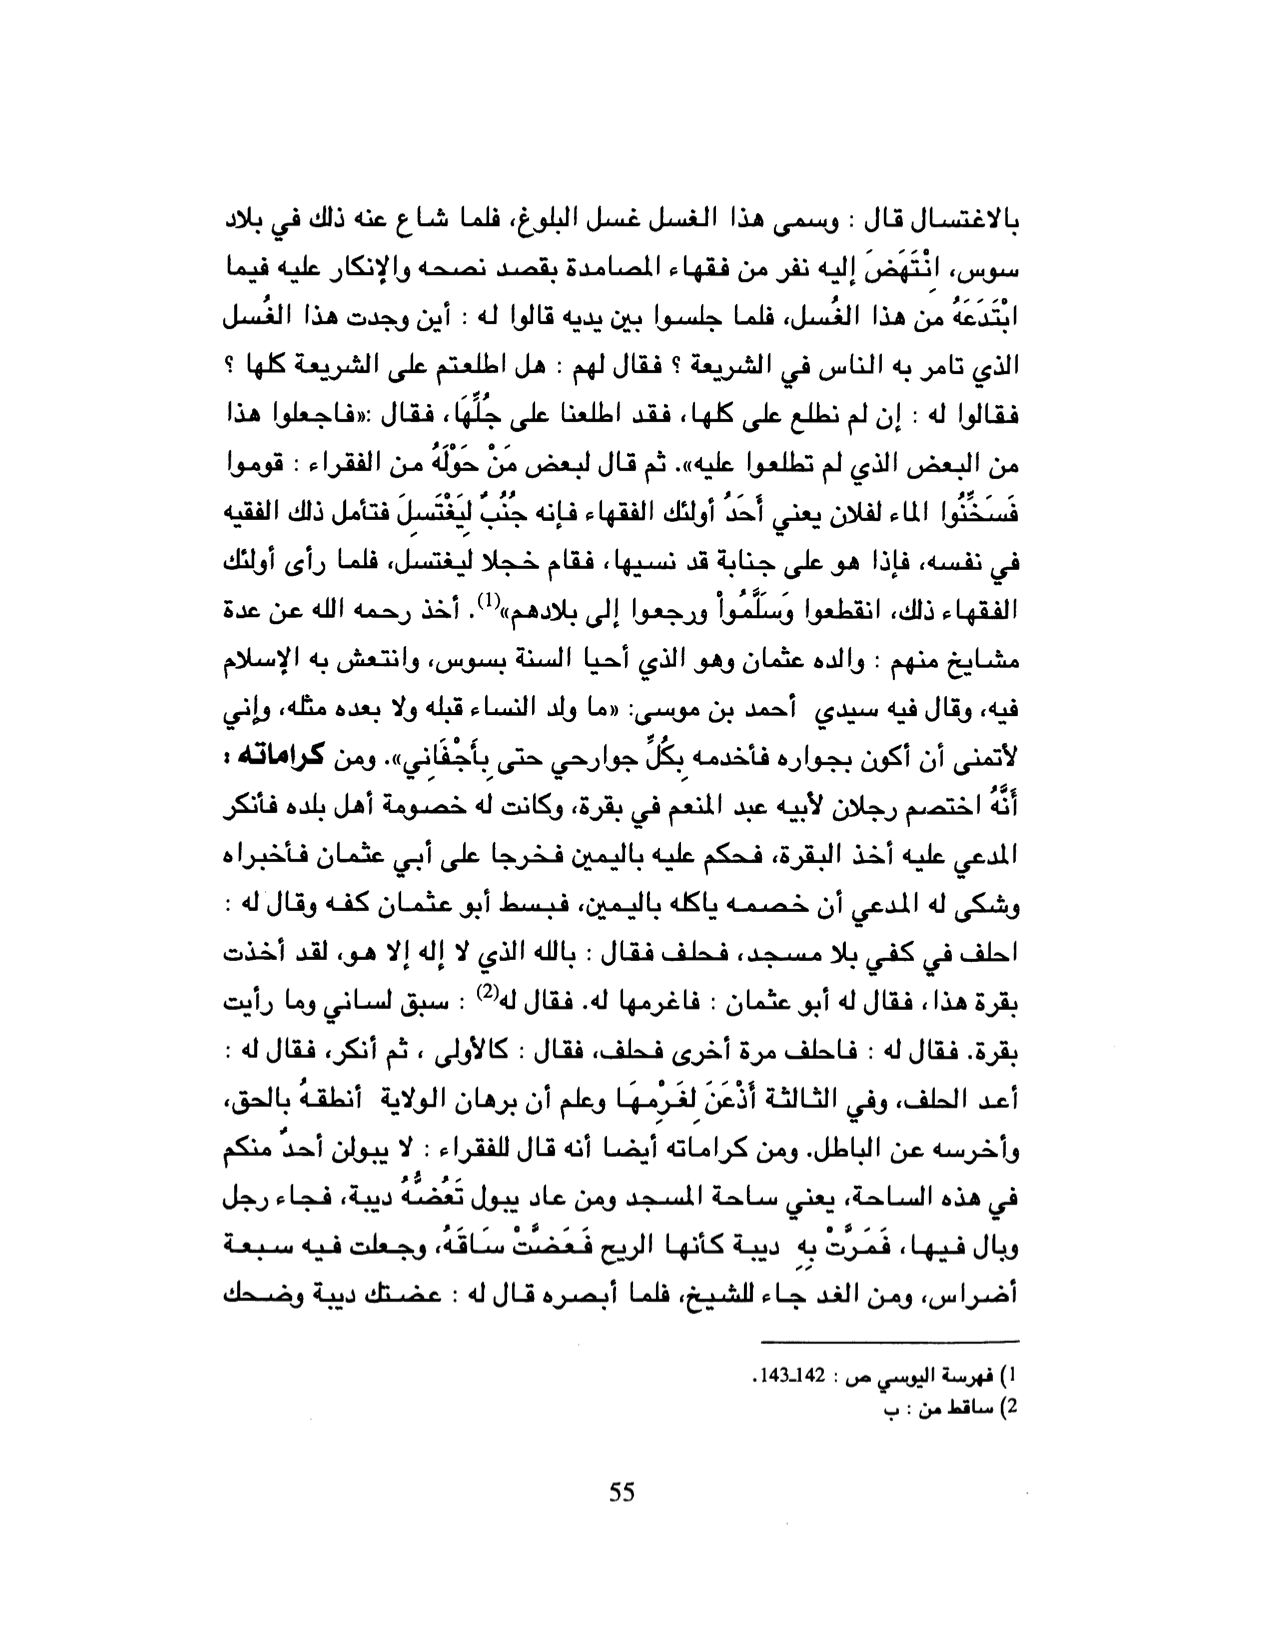 بالاغتسال قال : وسمى هذا الغسل غسل البلوغ، فلما شاع عنه ذلك في بلاد
سوس، انْتَهَضَ إليه نفر من فقهاء المصامدة بقصد نصحه والإنكار عليه فيما
ابْتَدَعَهُ من هذا الغُسل، فلما جلسوا بين يديه قالوا له : أين وجدت هذا الغُسل
الذي تامر به الناس في الشريعة ؟ فقال لهم : هل اطلعتم على الشريعة كلها ؟
فقالوا له : إن لم نطلع على كلها، فقد اطلعنا على جُلِّهَا، فقال :«فاجعلوا هذا
من البعض الذي لم تطلعوا عليه». ثم قال لبعض مَنْ حَوْلَهُ من الفقراء : قوموا
فَسَخِّنُوا الماء لفلان يعني أَحَدُ أولئك الفقهاء فإنه جُنُبٌ لِيَغْتَسِلَ فتأمل ذلك الفقيه
في نفسه، فإذا هو على جنابة قد نسيها، فقام خجلا ليغتسل، فلما رأى أولئك
الفقهاء ذلك، انقطعوا وَسَلَّمُواْ ورجعوا إلى بلادهم»(1). أخذ رحمه الله عن عدة
مشايخ منهم : والده عثمان وهو الذي أحيا السنة بسوس، وانتعش به الإسلام
فيه، وقال فيه سيدي أحمد بن موسى: «ما ولد النساء قبله ولا بعده مثله، وإني
لأتمنى أن أكون بجواره فأخدمه بِكُلِّ جوارحي حتى بِأَجْفَانِي». ومن كراماته :
أَنَّهُ اختصم رجلان لأبيه عبد المنعم في بقرة، وكانت له خصومة أهل بلده فأنكر
المدعي عليه أخذ البقرة، فحكم عليه باليمين فخرجا على أبي عثمان فأخبراه
وشكى له المدعي أن خصمه ياكله باليمين، فبسط أبو عثمان كفه وقال له :
احلف في كفي بلا مسجد، فحلف فقال : بالله الذي لا إله إلا هو، لقد أخذت
بقرة هذا، فقال له أبو عثمان : فاغرمها له. فقال له(2) : سبق لساني وما رأيت
بقرة. فقال له : فاحلف مرة أخرى فحلف، فقال : كالأولى ، ثم أنكر، فقال له :
أعد الحلف، وفي الثالثة أَذْعَنَ لغَرْمِهَا وعلم أن برهان الولاية أنطقهُ بالحق،
وأخرسه عن الباطل. ومن كراماته أيضا أنه قال للفقراء : لا يبولن أحدٌ منكم
في هذه الساحة، يعني ساحة المسجد ومن عاد يبول تَعُضُّهُ ديبة، فجاء رجل
وبال فيها، فَمَرَّتْ بِهِ ديبة كأنها الريح فَعَضَّتْ سَاقَهُ، وجعلت فيه سبعة
أضراس، ومن الغد جاء للشيخ، فلما أبصره قال له : عضتك ديبة وضحك
1) فهرسة اليوسي ص : 142ـ143.
2) ساقط من : ب
55